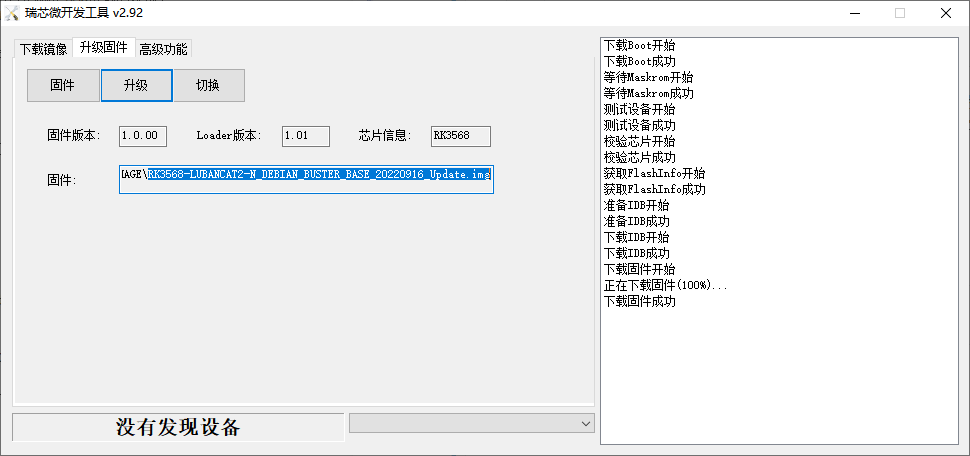 瑞芯微开发工具 v2.92
下载镜像 升级固件 高级功能
固件 升级 切换
固件版本: 1.0.00 Loader版本: 1.01 芯片信息: RK3568
固件: AGE\RK3568-LUBANCAT2-N_DEBIAN_BUSTER_BASE_20220916_Update.img
没有发现设备
下载Boot开始
下载Boot成功
等待Maskrom开始
等待Maskrom成功
测试设备开始
测试设备成功
校验芯片开始
校验芯片成功
获取FlashInfo开始
获取FlashInfo成功
准备IDB开始
准备IDB成功
下载IDB开始
下载IDB成功
下载固件开始
正在下载固件(100%)...
下载固件成功